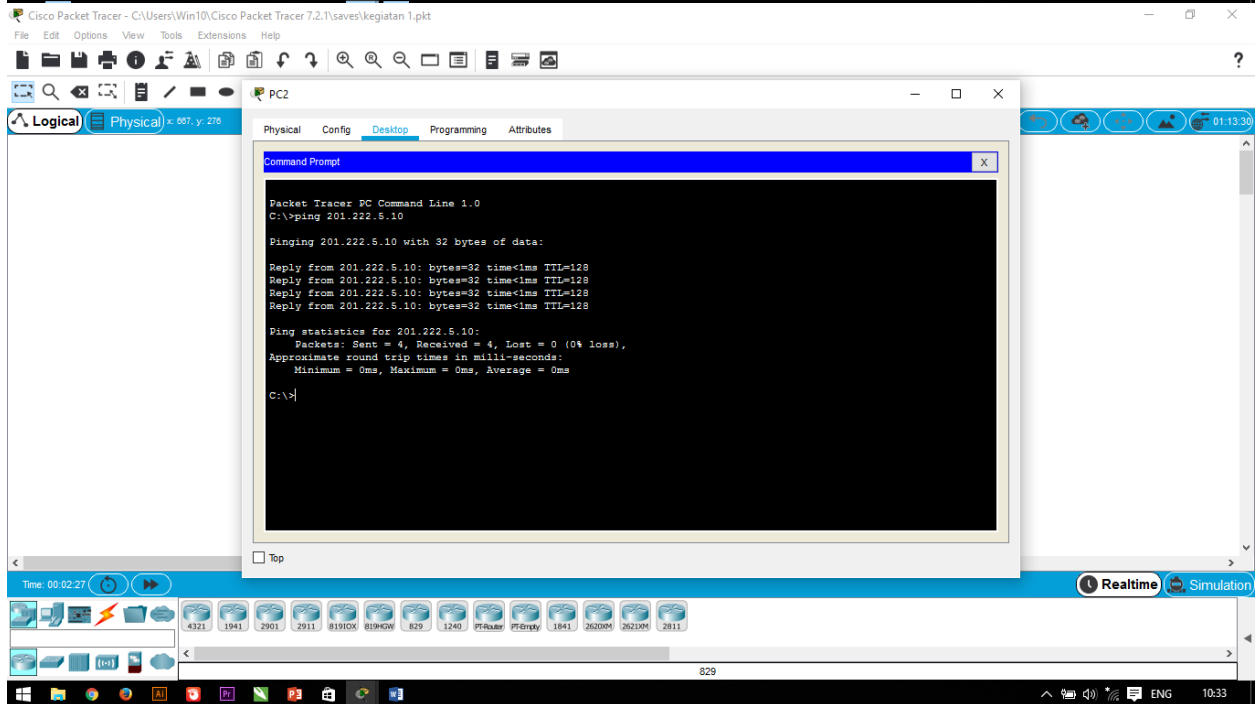 Cisco Packet Tracer - C:\Users\Win10\Cisco Packet Tracer 7.2.1\saves\kegiatan 1.pkt
File Edit Options View Tools Extensions Help
?
PC2
Logical Physical x: 667, y: 276
01:13:30
Physical Config Desktop Programming Attributes
Command Prompt X
Packet Tracer PC Command Line 1.0
C:\>ping 201.222.5.10
Pinging 201.222.5.10 with 32 bytes of data:
Reply from 201.222.5.10: bytes=32 time<1ms TTL=128
Reply from 201.222.5.10: bytes=32 time<1ms TTL=128
Reply from 201.222.5.10: bytes=32 time<1ms TTL=128
Reply from 201.222.5.10: bytes=32 time<1ms TTL=128
Ping statistics for 201.222.5.10:
Packets: Sent = 4, Received = 4, Lost = 0 (0% loss),
Approximate round trip times in milli-seconds:
Minimum = 0ms, Maximum = 0ms, Average = 0ms
C:\>
Top
Time: 00:02:27
Realtime Simulation
4321 1941 2901 2911 819IOX 819HGW 829 1240 PT-Router PT-Empty 1841 2620XM 2621XM 2811
829
ENG 10:33